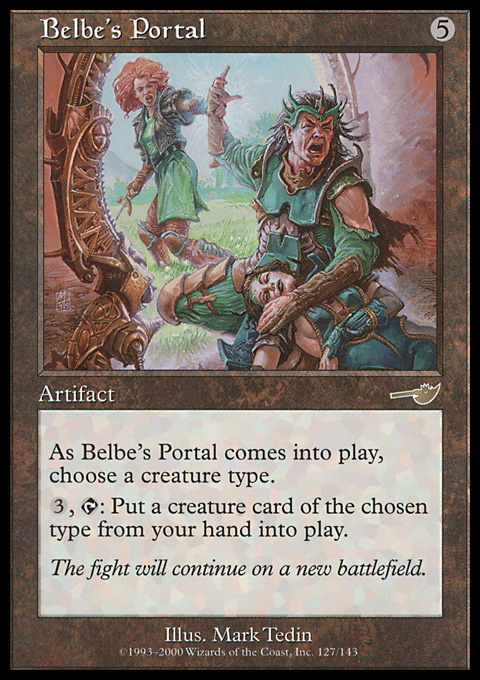 Belbe's Portal 5
Artifact
As Belbe's Portal comes into play,
choose a creature type.
3, : Put a creature card of the chosen
type from your hand into play.
The fight will continue on a new battlefield.
Illus. Mark Tedin
©1993–2000 Wizards of the Coast, Inc. 127/143